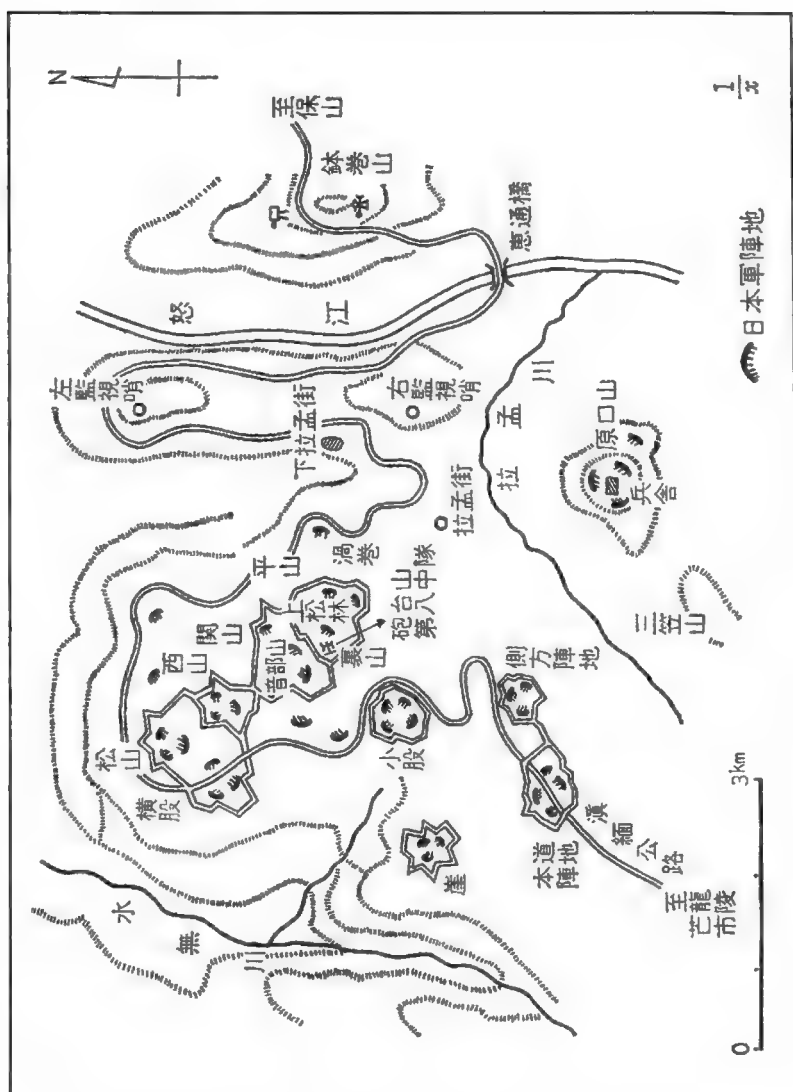 N
至保山
鉢巻山
恵通橋
怒江
左監視哨
右監視哨
下拉孟街
拉孟街
拉孟川
原口山
兵舎
三笠山
平山
渦巻
関山
西山
松山
横股
音部山
上松林
裏山
砲台山
第八中隊
小股
崖
側方陣地
本道陣地
滇緬公路
至
龍陵
芒市
水無川
日本軍陣地
1/x
0
3km